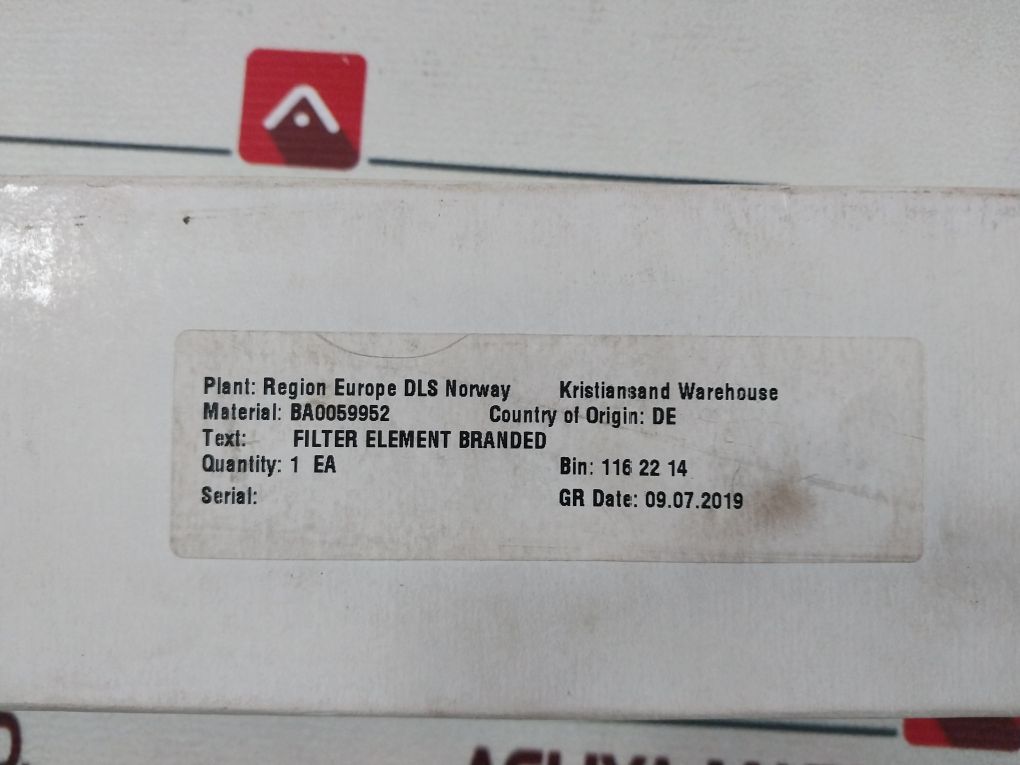 Plant: Region Europe DLS Norway Kristiansand Warehouse
Material: BA0059952 Country of Origin: DE
Text: FILTER ELEMENT BRANDED
Quantity: 1 EA Bin: 116 22 14
Serial: GR Date: 09.07.2019